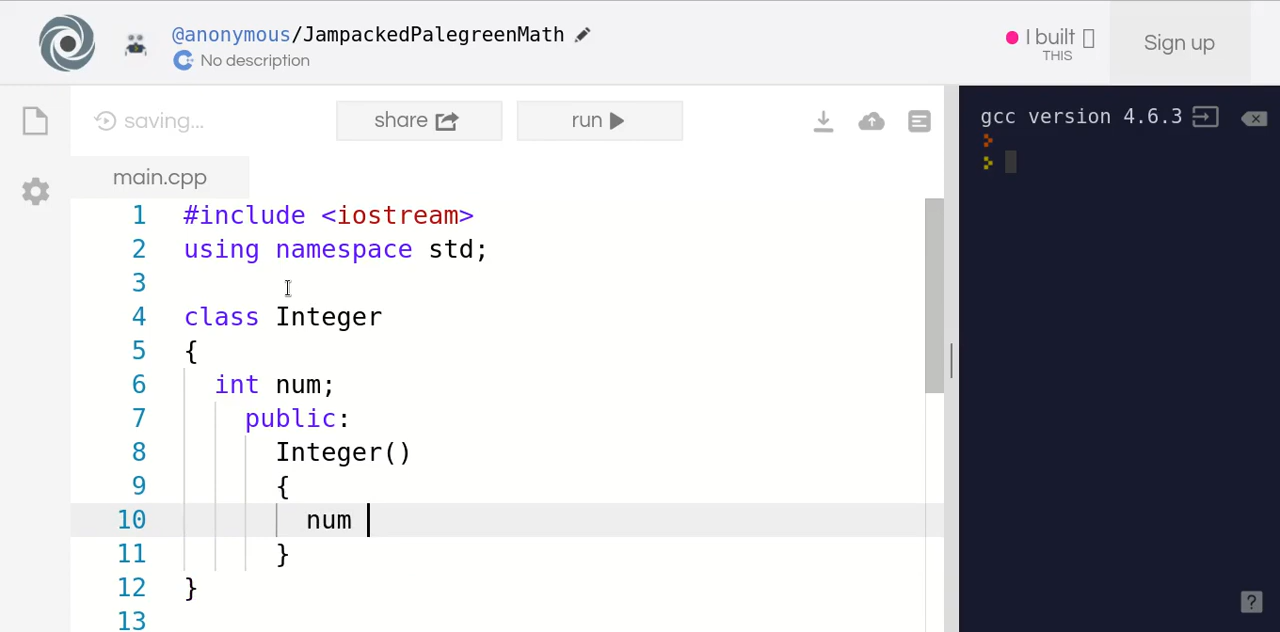 @anonymous/JampackedPalegreenMath
No description
I built
THIS
Sign up
saving...
share
run
gcc version 4.6.3
main.cpp
1 #include <iostream>
2 using namespace std;
3
4 class Integer
5 {
6 int num;
7 public:
8 Integer()
9 {
10 num
11 }
12 }
13
?